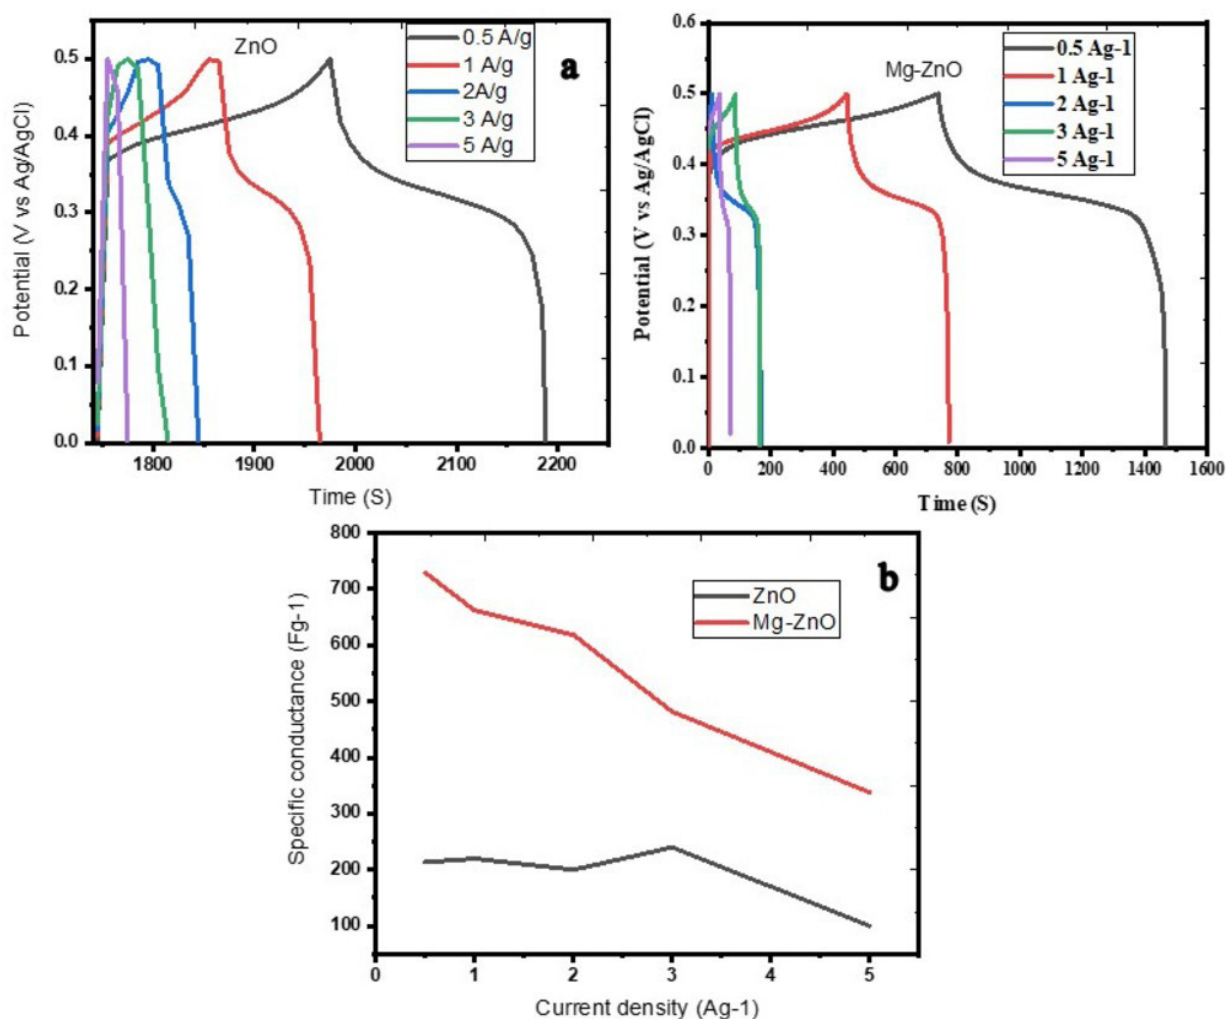 ZnO
0.5 A/g
1 A/g
2A/g
3 A/g
5 A/g
a
0.5
0.4
0.3
0.2
0.1
0.0
Potential (V vs Ag/AgCl)
1800
1900
2000
2100
2200
Time (S)
Mg-ZnO
0.5 Ag-1
1 Ag-1
2 Ag-1
3 Ag-1
5 Ag-1
0.6
0.5
0.4
0.3
0.2
0.1
0.0
Potential (V vs Ag/AgCl)
0
200
400
600
800
1000
1200
1400
1600
Time (S)
b
ZnO
Mg-ZnO
800
700
600
500
400
300
200
100
Specific conductance (Fg-1)
0
1
2
3
4
5
Current density (Ag-1)